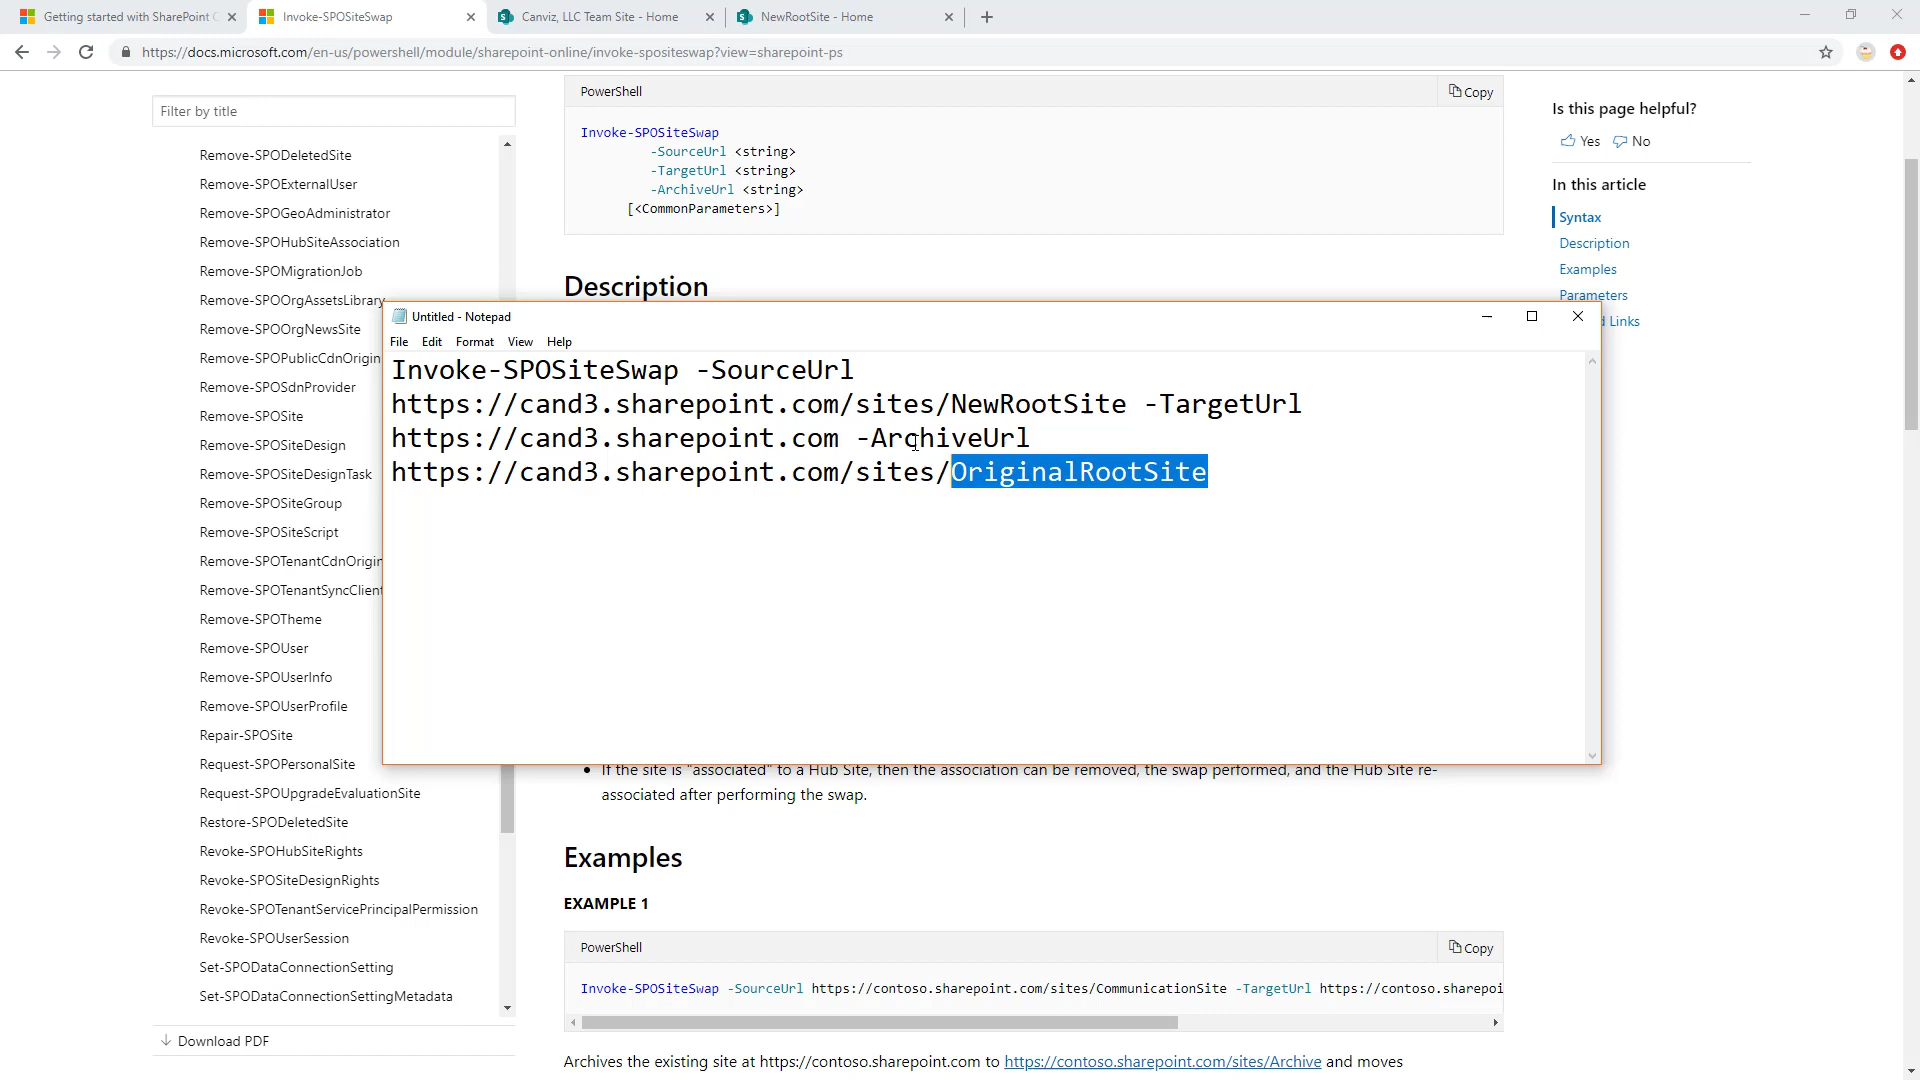 Getting started with SharePoint
Invoke-SPOSiteSwap
Canviz, LLC Team Site - Home
NewRootSite - Home
https://docs.microsoft.com/en-us/powershell/module/sharepoint-online/invoke-spositeswap?view=sharepoint-ps
Filter by title
Remove-SPODeletedSite
Remove-SPOExternalUser
Remove-SPOGeoAdministrator
Remove-SPOHubSiteAssociation
Remove-SPOMigrationJob
Remove-SPOOrgAssetsLibrary
Remove-SPOOrgNewsSite
Remove-SPOPublicCdnOrigin
Remove-SPOSdnProvider
Remove-SPOSite
Remove-SPOSiteDesign
Remove-SPOSiteDesignTask
Remove-SPOSiteGroup
Remove-SPOSiteScript
Remove-SPOTenantCdnOrigin
Remove-SPOTenantSyncClient
Remove-SPOTheme
Remove-SPOUser
Remove-SPOUserInfo
Remove-SPOUserProfile
Repair-SPOSite
Request-SPOPersonalSite
Request-SPOUpgradeEvaluationSite
Restore-SPODeletedSite
Revoke-SPOHubSiteRights
Revoke-SPOSiteDesignRights
Revoke-SPOTenantServicePrincipalPermission
Revoke-SPOUserSession
Set-SPODataConnectionSetting
Set-SPODataConnectionSettingMetadata
Download PDF
PowerShell
Copy
Invoke-SPOSiteSwap
-SourceUrl <string>
-TargetUrl <string>
-ArchiveUrl <string>
[<CommonParameters>]
Description
Untitled - Notepad
File Edit Format View Help
Invoke-SPOSiteSwap -SourceUrl
https://cand3.sharepoint.com/sites/NewRootSite -TargetUrl
https://cand3.sharepoint.com -ArchiveUrl
https://cand3.sharepoint.com/sites/OriginalRootSite
If the site is "associated" to a Hub Site, then the association can be removed, the swap performed, and the Hub Site re-
associated after performing the swap.
Examples
EXAMPLE 1
PowerShell
Copy
Invoke-SPOSiteSwap -SourceUrl https://contoso.sharepoint.com/sites/CommunicationSite -TargetUrl https://contoso.sharepoi
Archives the existing site at https://contoso.sharepoint.com to https://contoso.sharepoint.com/sites/Archive and moves
Is this page helpful?
Yes No
In this article
Syntax
Description
Examples
Parameters
Links